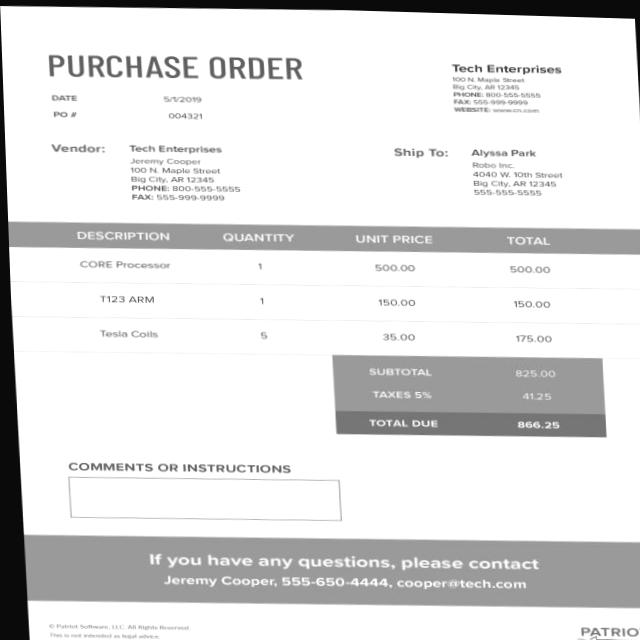 PURCHASE ORDER
Tech Enterprises
100 N. Maple Street
Big City, AR 12345
PHONE: 800-555-5555
FAX: 555-999-9999
WEBSITE: www.cn.com
DATE 5/1/2019
PO # 004321
Vendor: Tech Enterprises
Jeremy Cooper
100 N. Maple Street
Big City, AR 12345
PHONE: 800-555-5555
FAX: 555-999-9999
Ship To: Alyssa Park
Robo Inc.
4040 W. 10th Street
Big City, AR 12345
555-555-5555
DESCRIPTION QUANTITY UNIT PRICE TOTAL
CORE Processor 1 500.00 500.00
T123 ARM 1 150.00 150.00
Tesla Coils 5 35.00 175.00
SUBTOTAL 825.00
TAXES 5% 41.25
TOTAL DUE 866.25
COMMENTS OR INSTRUCTIONS
If you have any questions, please contact
Jeremy Cooper, 555-650-4444, cooper@tech.com
© Patriot Software, LLC. All Rights Reserved.
This is not intended as legal advice.
PATRIO